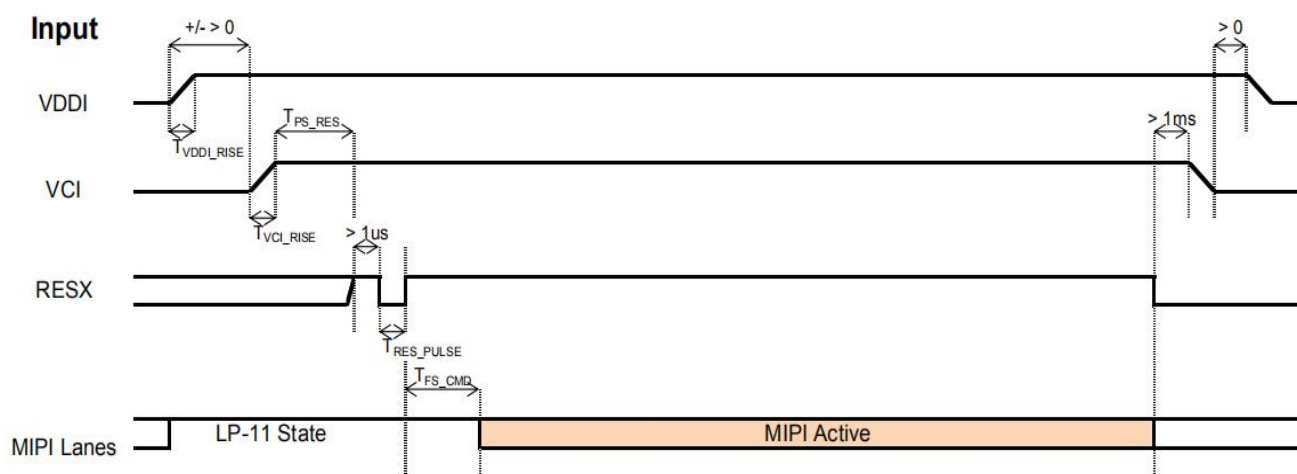 Input
+/- > 0
> 0
VDDI
T_VDDI_RISE
T_PS_RES
> 1ms
VCI
T_VCI_RISE
> 1us
RESX
T_RES_PULSE
T_FS_CMD
MIPI Lanes
LP-11 State
MIPI Active